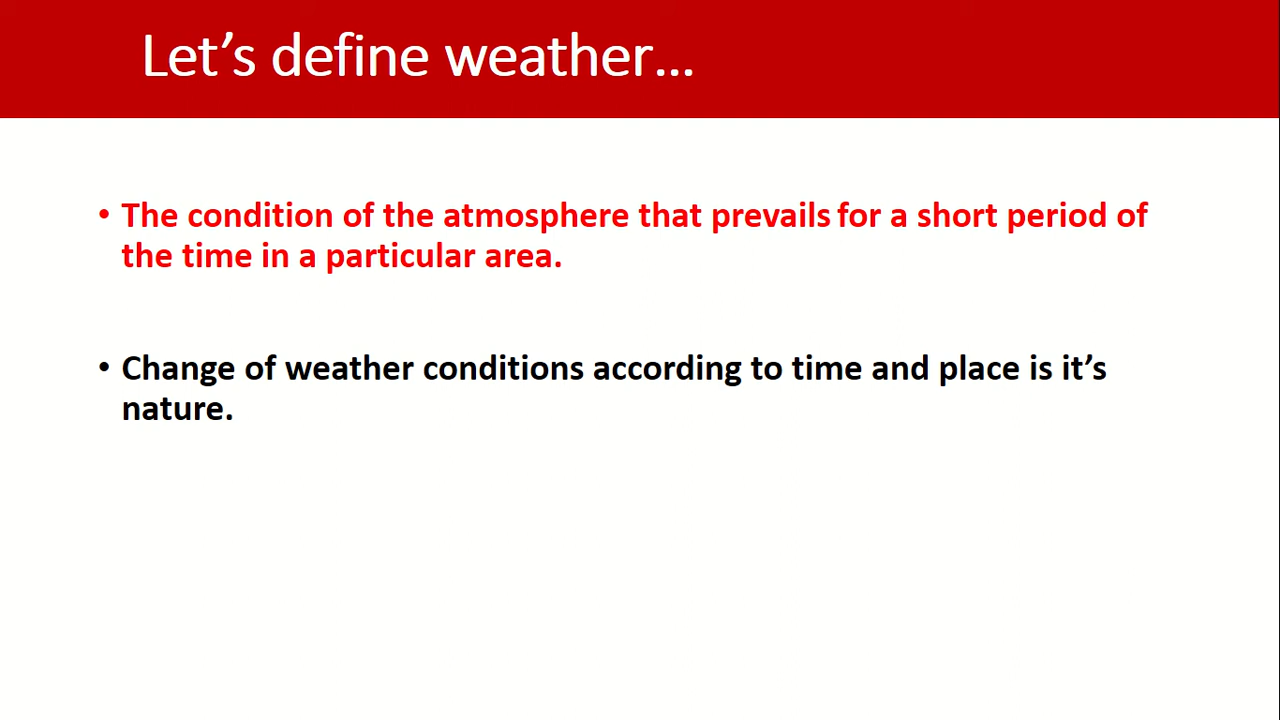 Let’s define weather...
• The condition of the atmosphere that prevails for a short period of
the time in a particular area.
• Change of weather conditions according to time and place is it’s
nature.